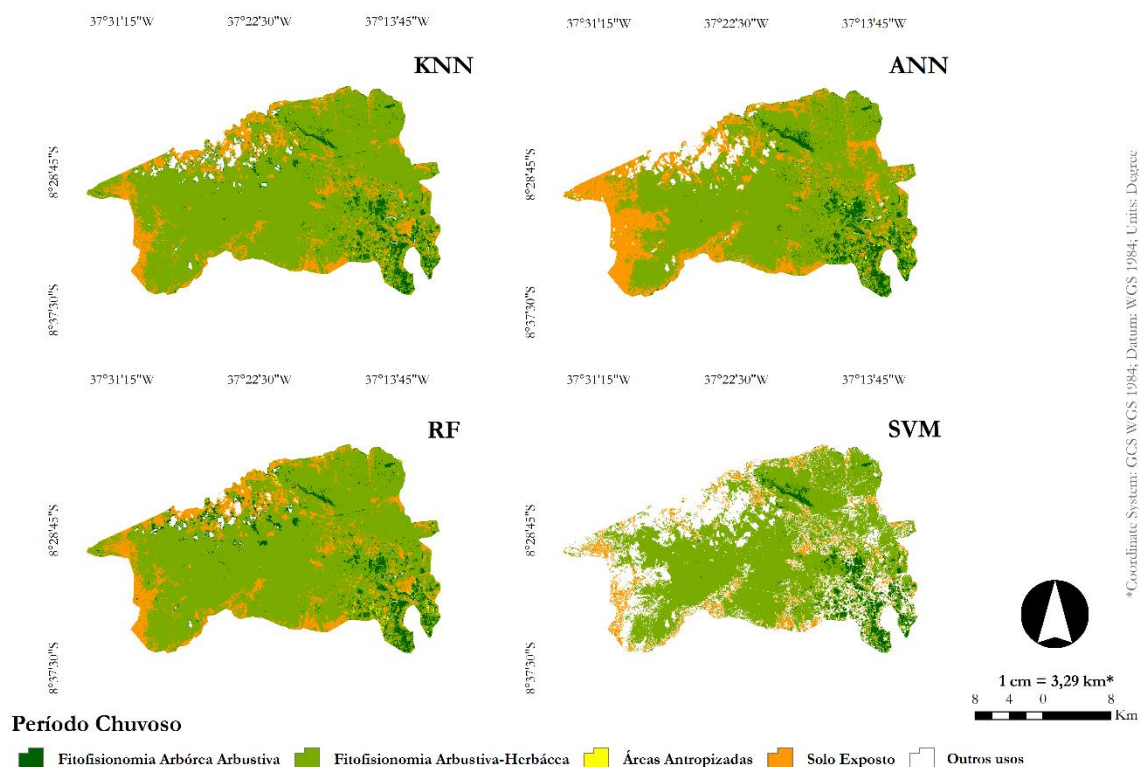 37°31'15"W 37°22'30"W 37°13'45"W
37°31'15"W 37°22'30"W 37°13'45"W
KNN
ANN
8°28'45"S
8°37'30"S
8°28'45"S
8°37'30"S
37°31'15"W 37°22'30"W 37°13'45"W
37°31'15"W 37°22'30"W 37°13'45"W
RF
SVM
8°28'45"S
8°37'30"S
8°28'45"S
8°37'30"S
*Coordinate System: GCS WGS 1984; Datum: WGS 1984; Units: Degree
1 cm = 3,29 km*
8 4 0 8
Km
Período Chuvoso
Fitofisionomia Arbórea Arbustiva Fitofisionomia Arbustiva-Herbácea Áreas Antropizadas Solo Exposto Outros usos